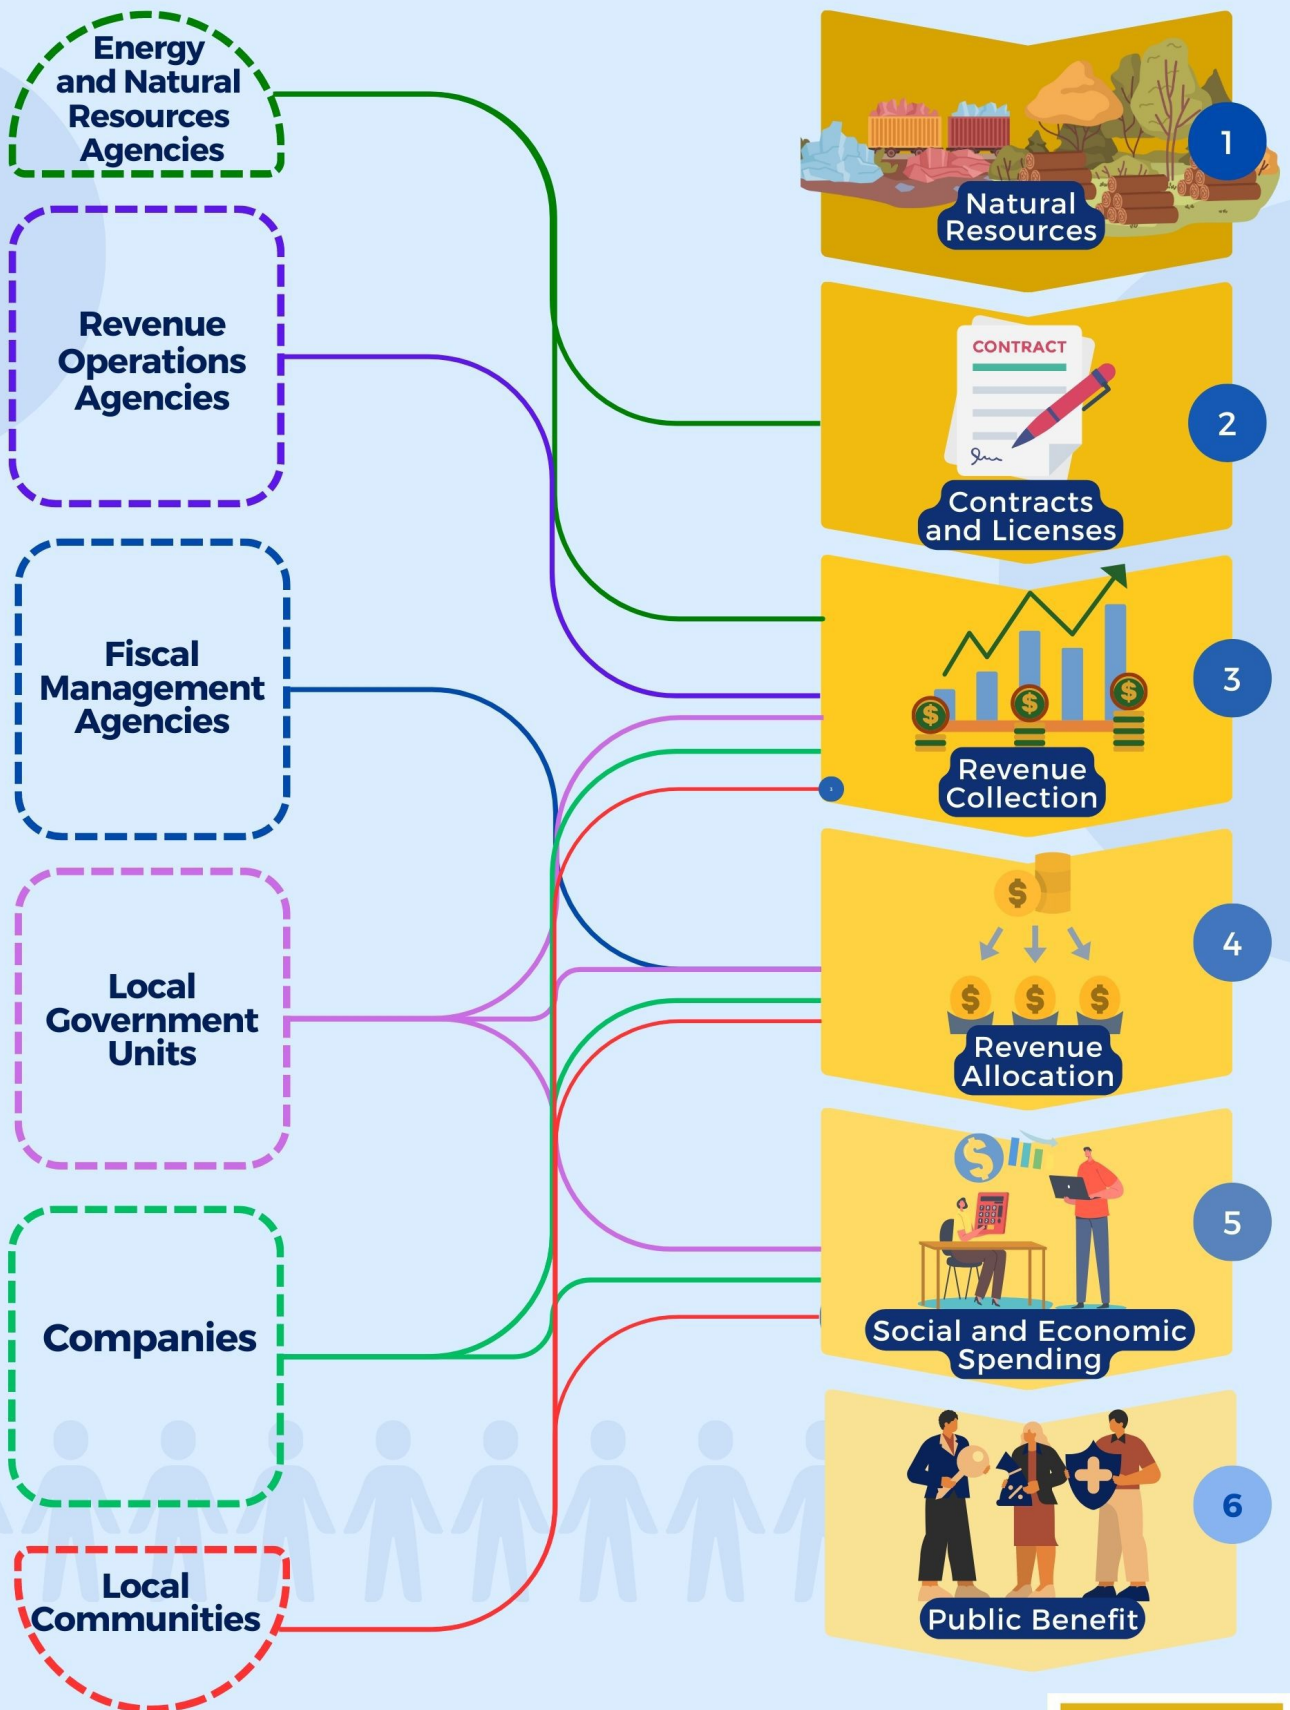 Energy
and Natural
Resources
Agencies
Revenue
Operations
Agencies
Fiscal
Management
Agencies
Local
Government
Units
Companies
Local
Communities
1
Natural
Resources
CONTRACT
2
Contracts
and Licenses
3
$
$
$
Revenue
Collection
$
4
$
$
$
Revenue
Allocation
$
5
Social and Economic
Spending
%
6
Public Benefit